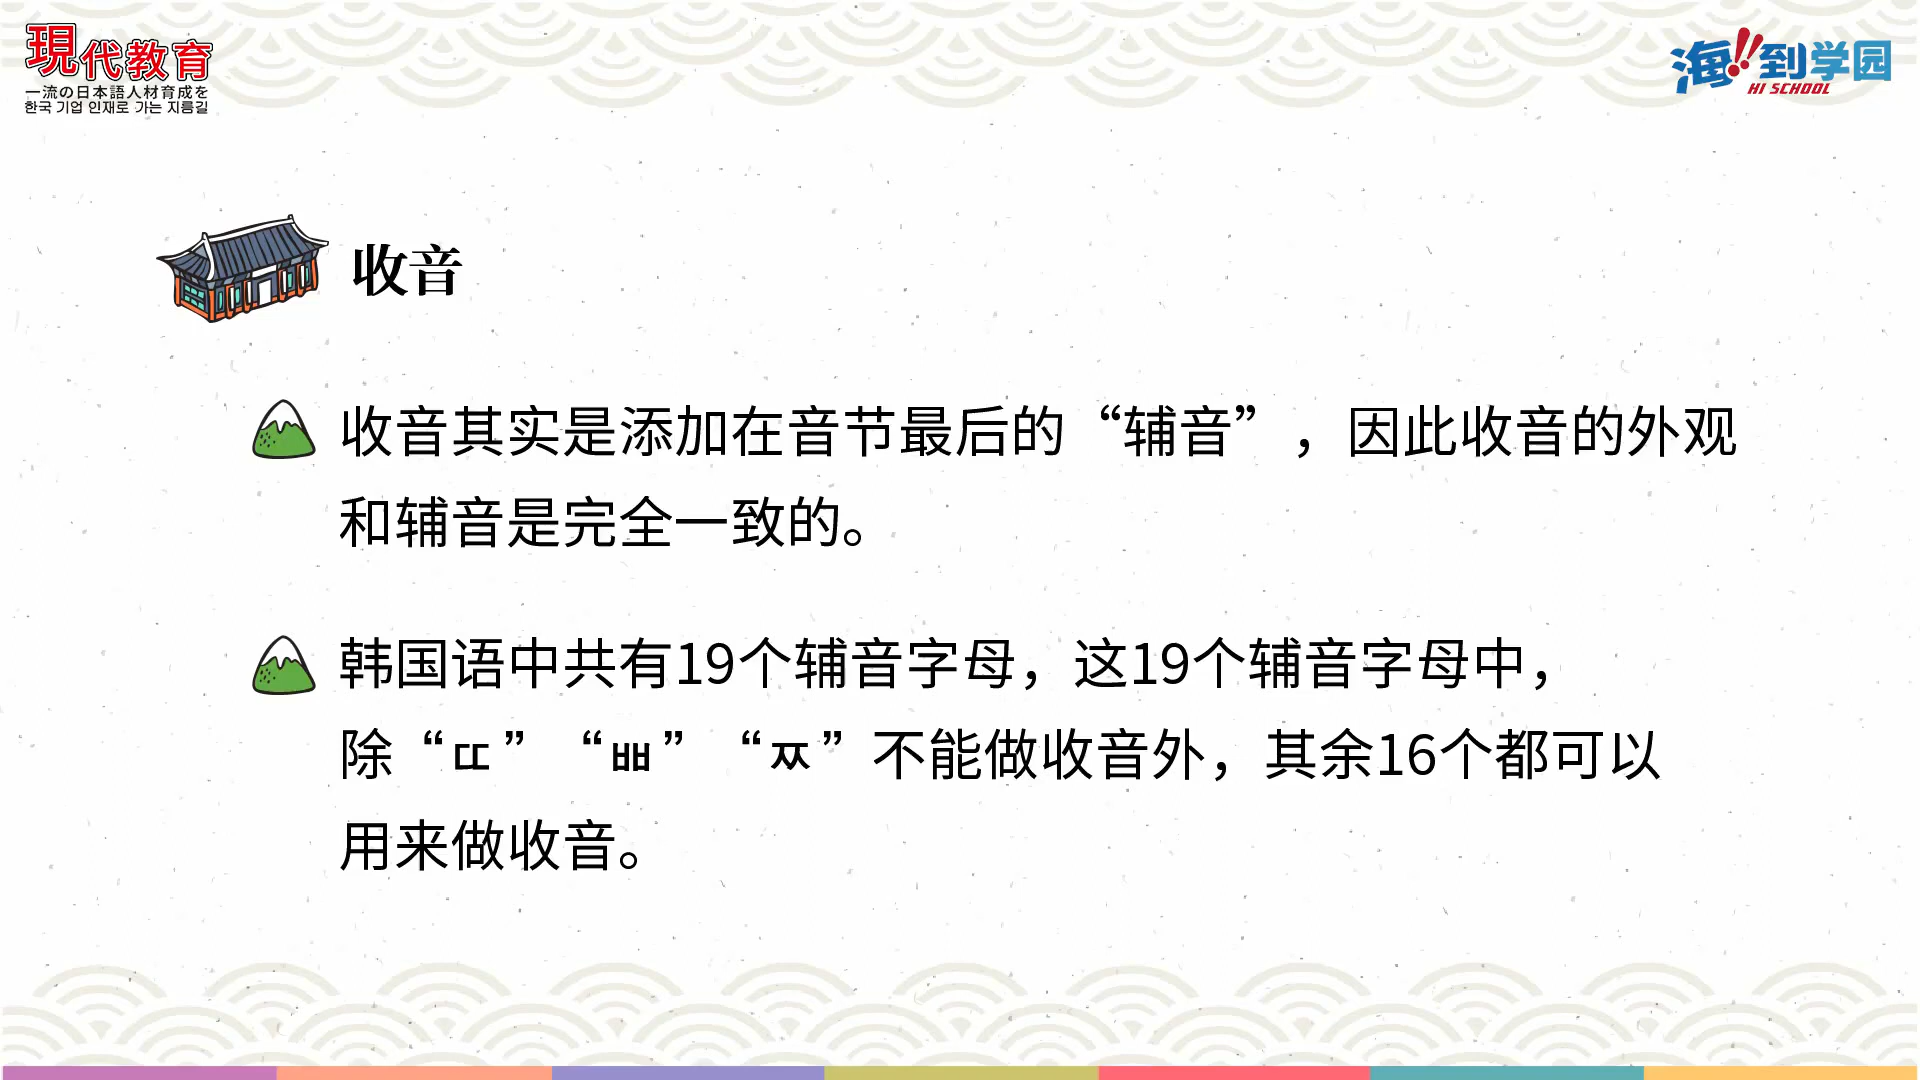 現代教育
一流の日本語人材育成を
한국 기업 인재로 가는 지름길
海!!到学园
HI SCHOOL
收音
收音其实是添加在音节最后的“辅音”，因此收音的外观
和辅音是完全一致的。
韩国语中共有19个辅音字母，这19个辅音字母中，
除“ㄸ”“ㅃ”“ㅉ”不能做收音外，其余16个都可以
用来做收音。